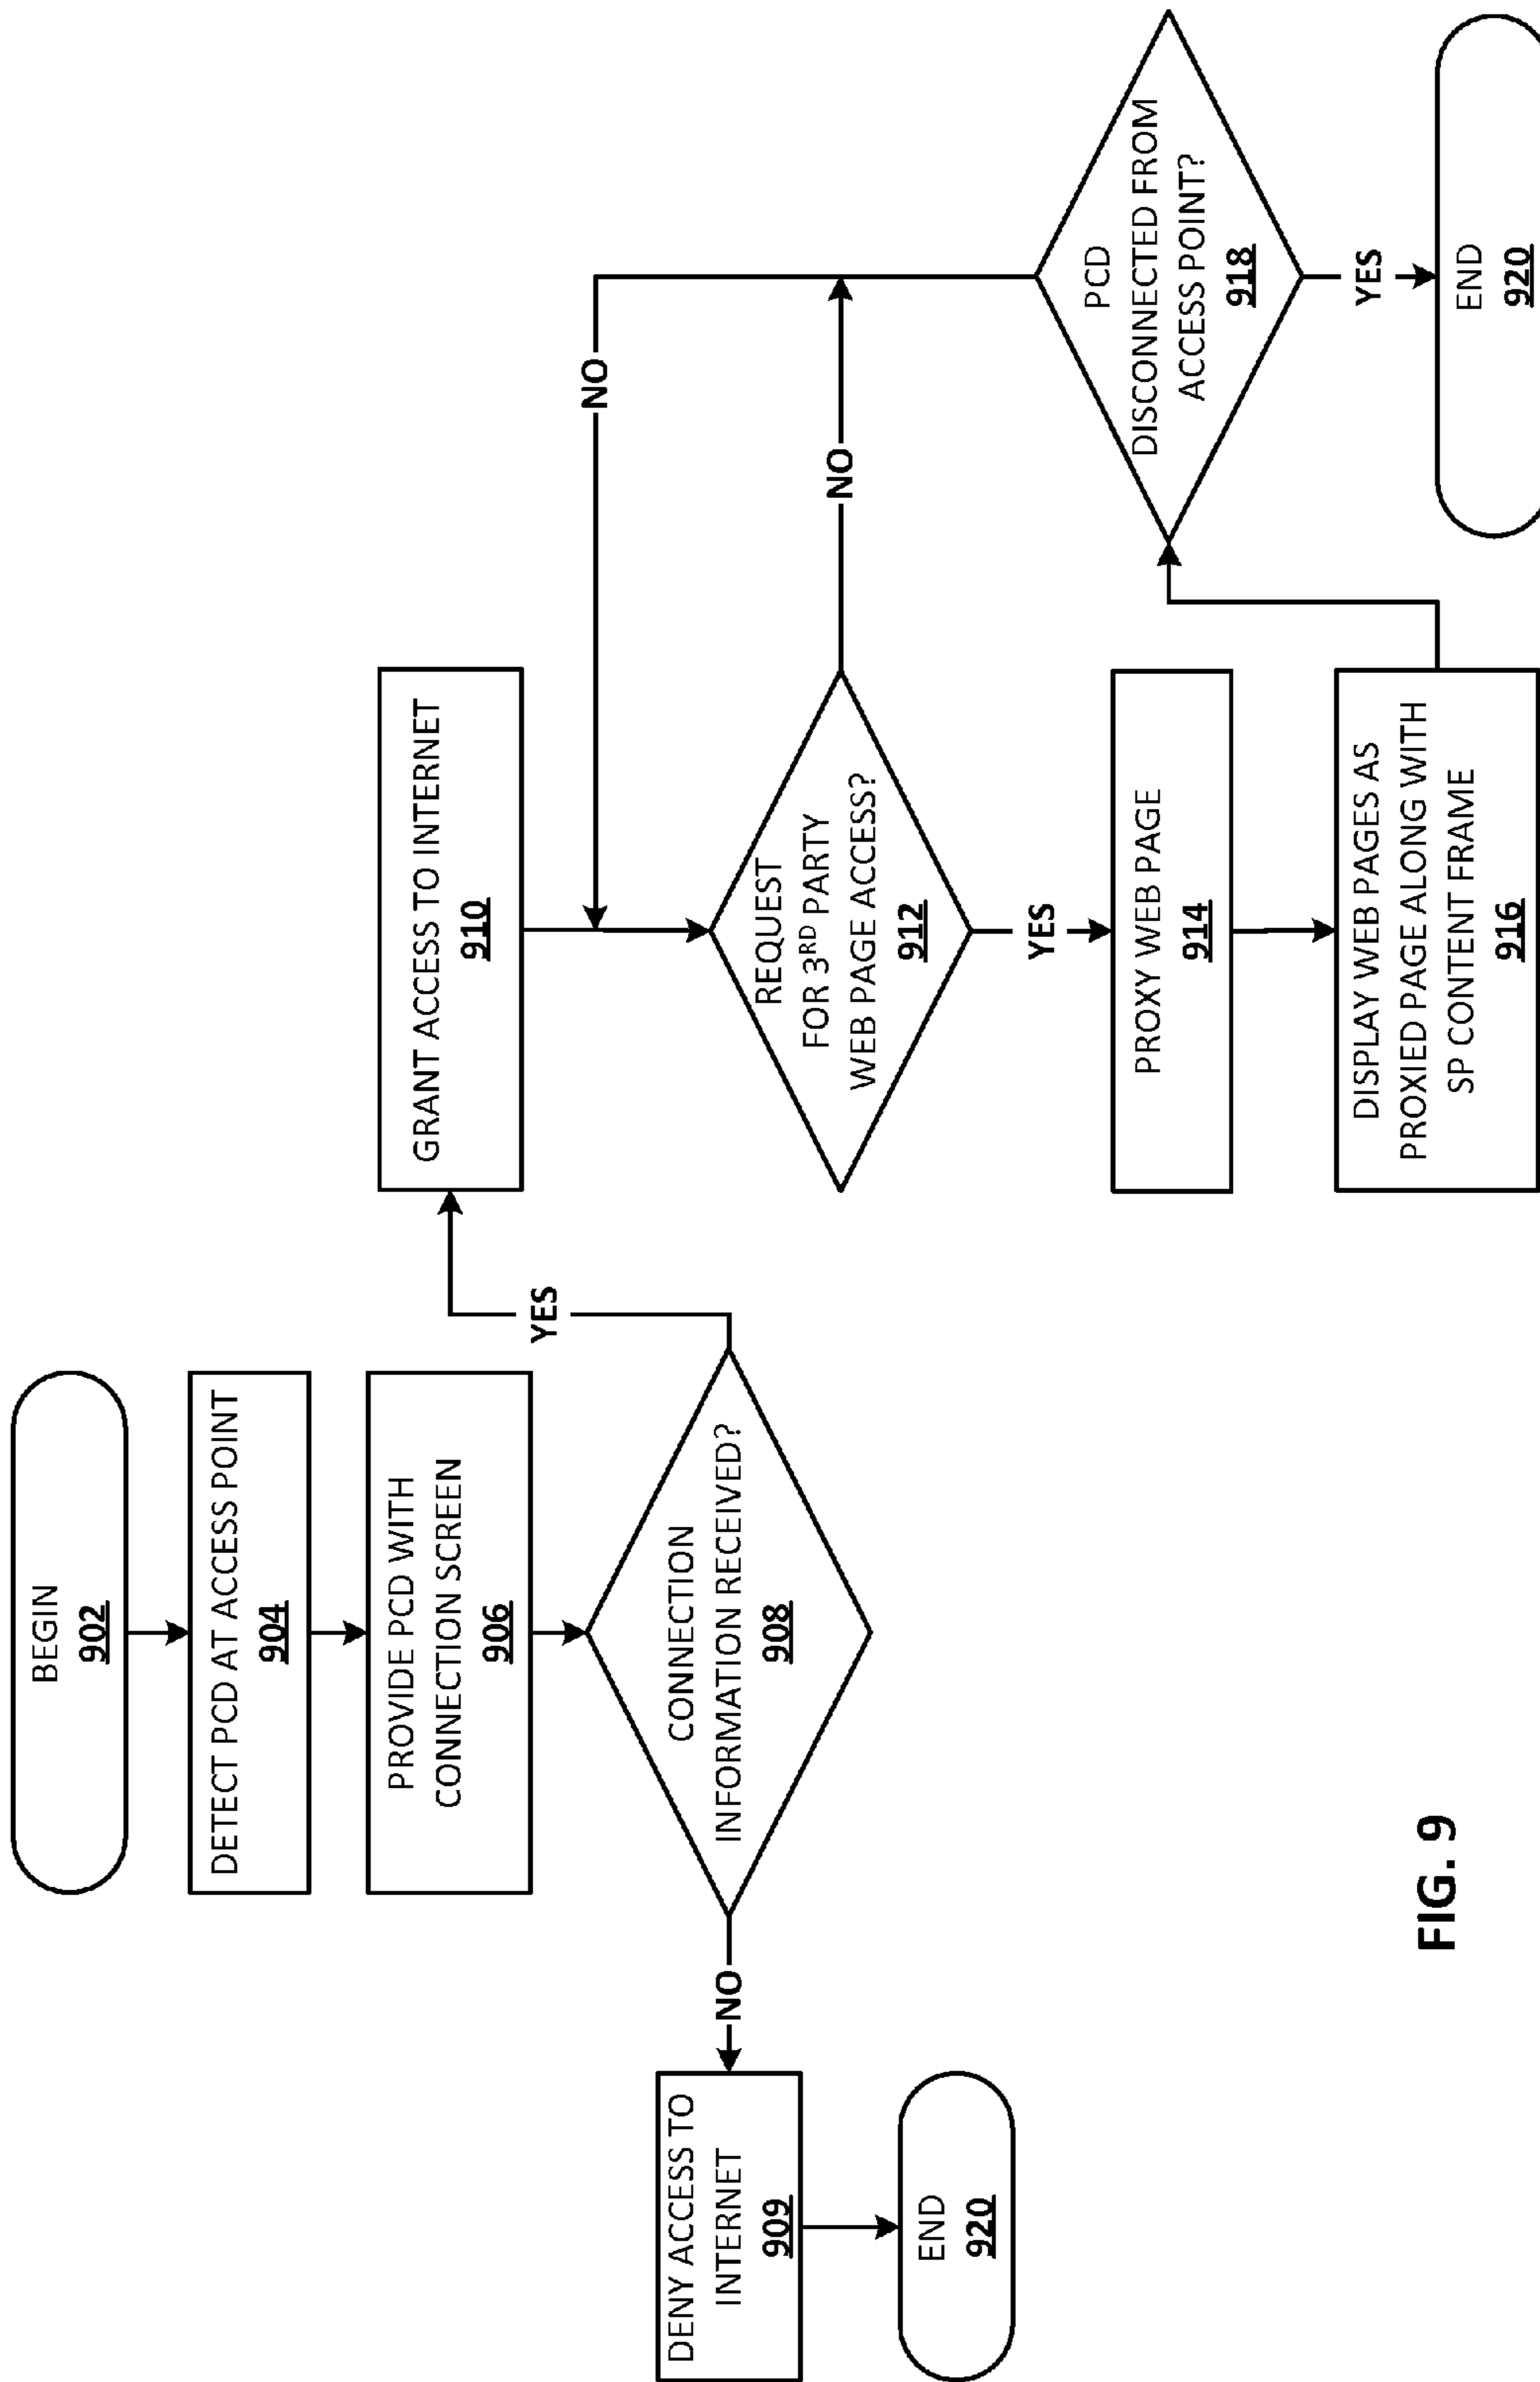 BEGIN
902
DETECT PCD AT ACCESS POINT
904
PROVIDE PCD WITH
CONNECTION SCREEN
906
CONNECTION
INFORMATION RECEIVED?
908
NO
DENY ACCESS TO
INTERNET
909
END
920
YES
GRANT ACCESS TO INTERNET
910
REQUEST
FOR 3RD PARTY
WEB PAGE ACCESS?
912
NO
YES
PROXY WEB PAGE
914
DISPLAY WEB PAGES AS
PROXIED PAGE ALONG WITH
SP CONTENT FRAME
916
NO
PCD
DISCONNECTED FROM
ACCESS POINT?
918
YES
END
920
FIG. 9